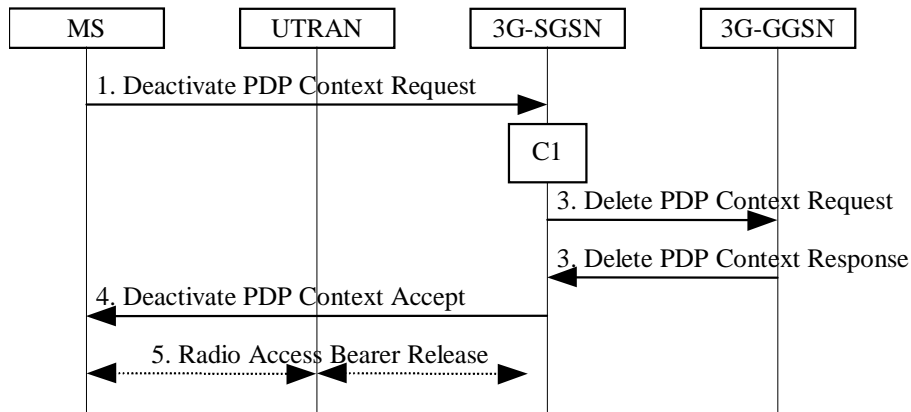 MS UTRAN 3G-SGSN 3G-GGSN
1. Deactivate PDP Context Request
C1
3. Delete PDP Context Request
3. Delete PDP Context Response
4. Deactivate PDP Context Accept
5. Radio Access Bearer Release